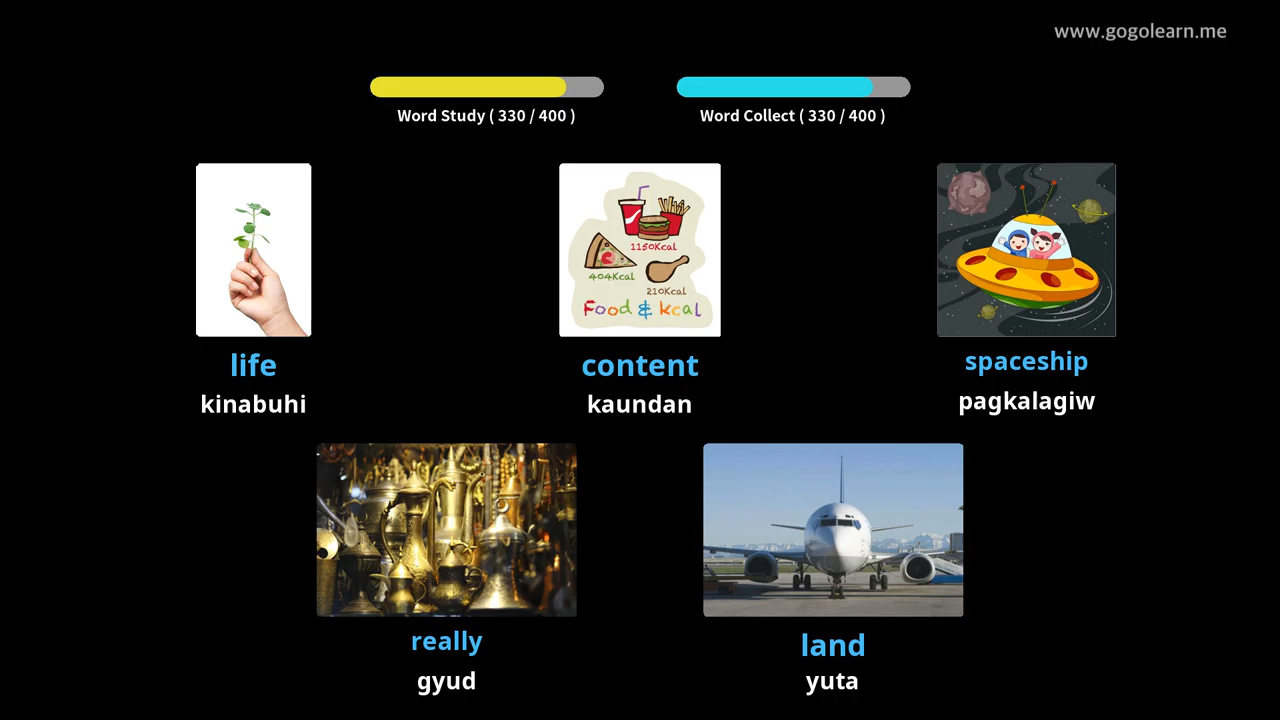 www.gogolearn.me
Word Study ( 330 / 400 )
Word Collect ( 330 / 400 )
1150Kcal
404Kcal
210Kcal
Food & kcal
life
content
spaceship
kinabuhi
kaundan
pagkalagiw
really
land
gyud
yuta